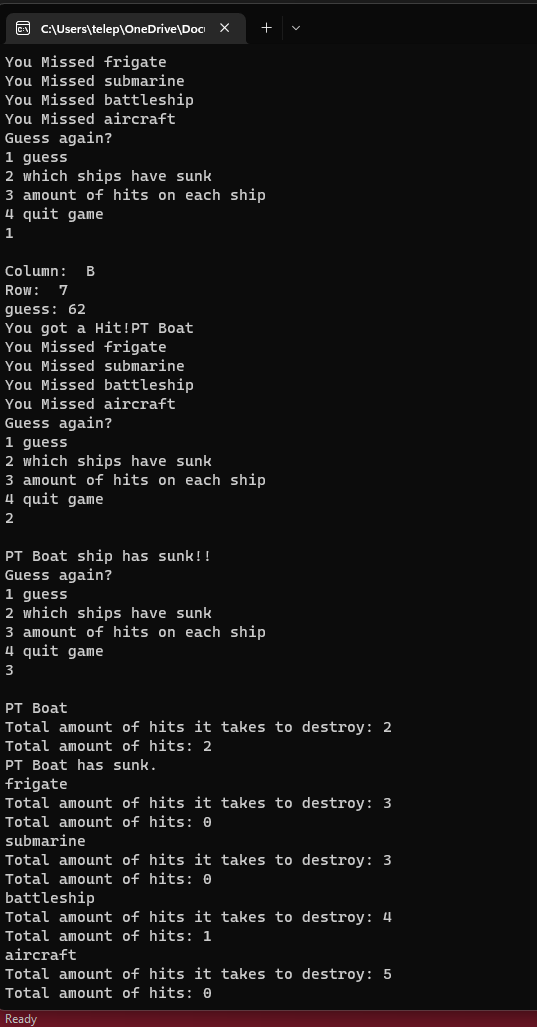 C:\Users\telep\OneDrive\Docu
You Missed frigate
You Missed submarine
You Missed battleship
You Missed aircraft
Guess again?
1 guess
2 which ships have sunk
3 amount of hits on each ship
4 quit game
1
Column:  B
Row:  7
guess: 62
You got a Hit!PT Boat
You Missed frigate
You Missed submarine
You Missed battleship
You Missed aircraft
Guess again?
1 guess
2 which ships have sunk
3 amount of hits on each ship
4 quit game
2
PT Boat ship has sunk!!
Guess again?
1 guess
2 which ships have sunk
3 amount of hits on each ship
4 quit game
3
PT Boat
Total amount of hits it takes to destroy: 2
Total amount of hits: 2
PT Boat has sunk.
frigate
Total amount of hits it takes to destroy: 3
Total amount of hits: 0
submarine
Total amount of hits it takes to destroy: 3
Total amount of hits: 0
battleship
Total amount of hits it takes to destroy: 4
Total amount of hits: 1
aircraft
Total amount of hits it takes to destroy: 5
Total amount of hits: 0
Ready